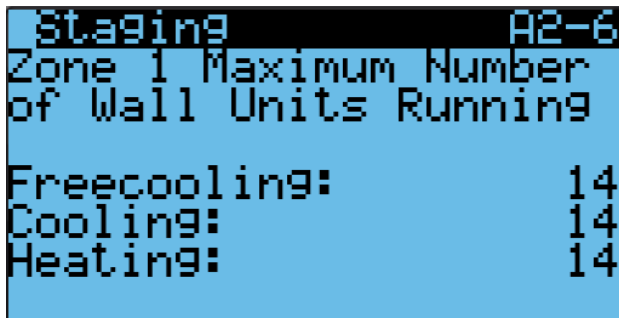 Staging A2-6
Zone 1 Maximum Number
of Wall Units Running
Freecooling: 14
Cooling: 14
Heating: 14